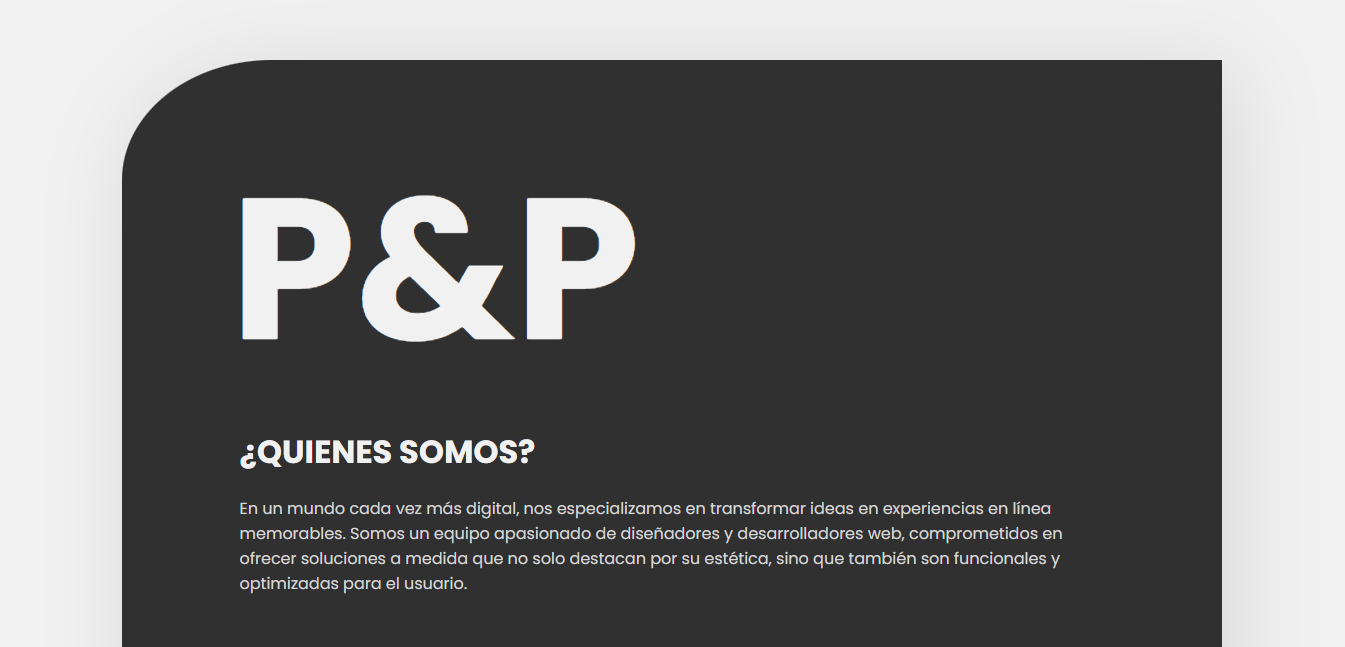 P&P
¿QUIENES SOMOS?
En un mundo cada vez más digital, nos especializamos en transformar ideas en experiencias en línea
memorables. Somos un equipo apasionado de diseñadores y desarrolladores web, comprometidos en
ofrecer soluciones a medida que no solo destacan por su estética, sino que también son funcionales y
optimizadas para el usuario.